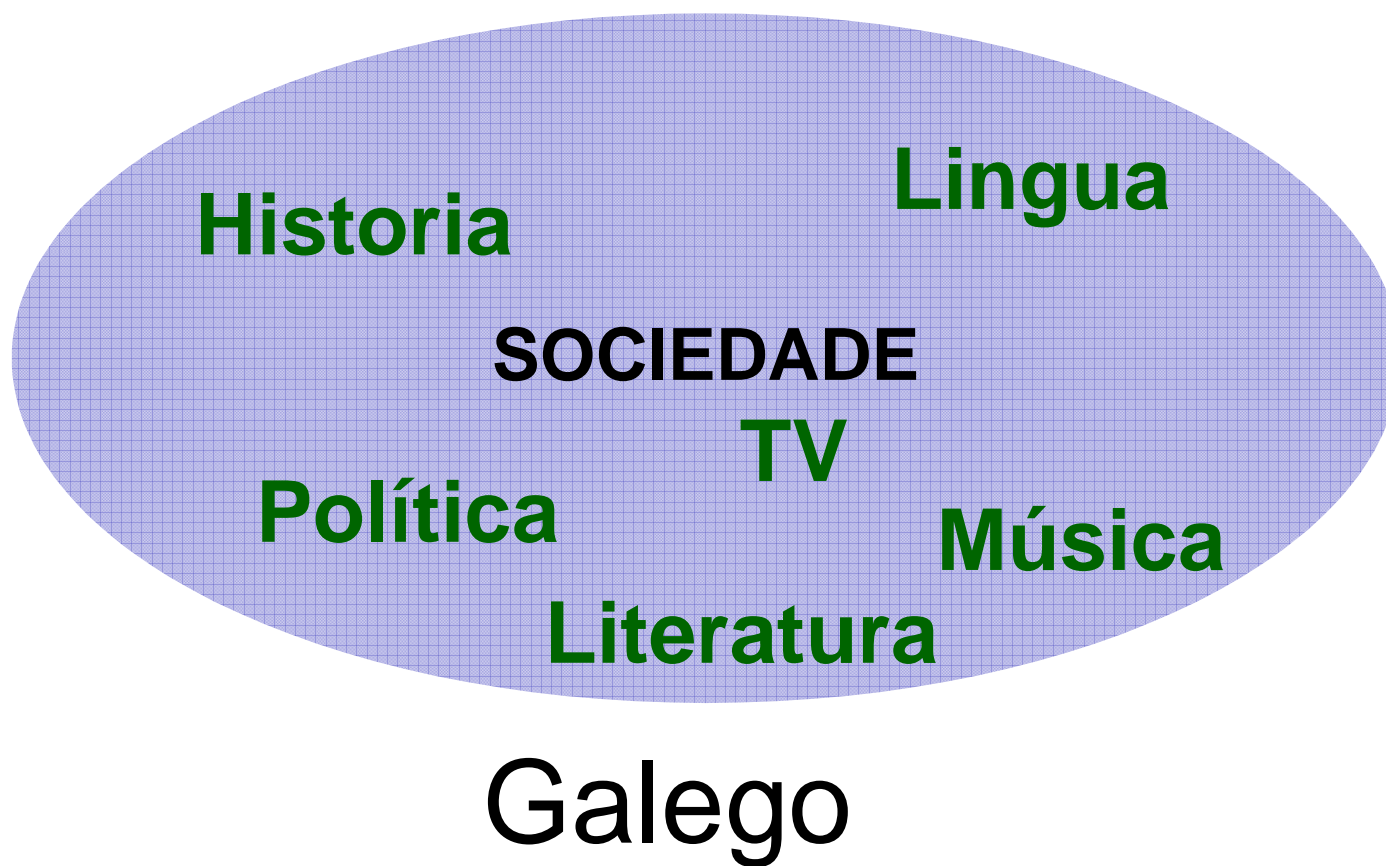 Lingua
Historia
SOCIEDADE
TV
Política
Música
Literatura
Galego